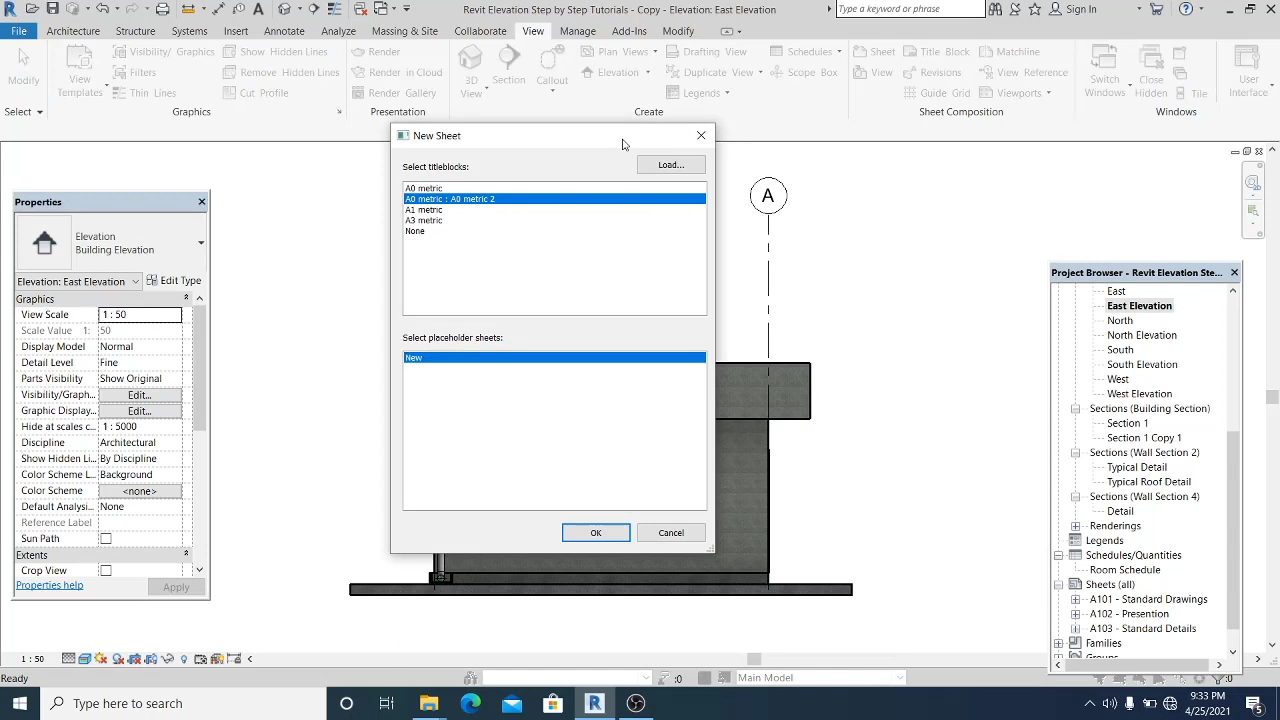 Revit Elevation Step by Step Tutorials - Copy - Elevation: East Elevation
Type a keyword or phrase
Sign In
File Architecture Structure Systems Insert Annotate Analyze Massing & Site Collaborate View Manage Add-Ins Modify
Modify
Select
View
Templates
Visibility/ Graphics
Filters
Thin Lines
Show Hidden Lines
Remove Hidden Lines
Cut Profile
Graphics
Render
Render in Cloud
Render Gallery
Presentation
3D
View
Section
Callout
Plan Views
Elevation
Drafting View
Duplicate View
Legends
Schedules
Scope Box
Create
Sheet
View
Title Block
Revisions
Guide Grid
Matchline
View Reference
Viewports
Sheet Composition
Switch
Windows
Close
Hidden
Tile
Windows
User
Interface
New Sheet
Select titleblocks:
Load...
A0 metric
A0 metric : A0 metric 2
A1 metric
A3 metric
None
Select placeholder sheets:
New
OK
Cancel
A
Properties
Elevation
Building Elevation
Elevation: East Elevation
Edit Type
Graphics
View Scale 1 : 50
Scale Value 1: 50
Display Model Normal
Detail Level Fine
Parts Visibility Show Original
Visibility/Graph... Edit...
Graphic Display... Edit...
Hide at scales c... 1 : 5000
Discipline Architectural
Show Hidden Li... By Discipline
Color Scheme L... Background
Color Scheme <none>
Default Analysi... None
Reference Label
Sun Path
Extents
Crop View
Properties help
Apply
Project Browser - Revit Elevation Ste...
East
East Elevation
North
North Elevation
South
South Elevation
West
West Elevation
Sections (Building Section)
Section 1
Section 1 Copy 1
Sections (Wall Section 2)
Typical Detail
Typical Roof Detail
Sections (Wall Section 4)
Detail
Renderings
Legends
Schedules/Quantities
Room Schedule
Sheets (all)
A101 - Standard Drawings
A102 - Presention
A103 - Standard Details
Families
Groups
1 : 50
Ready
:0
Main Model
:0
Type here to search
9:33 PM
4/25/2021
5